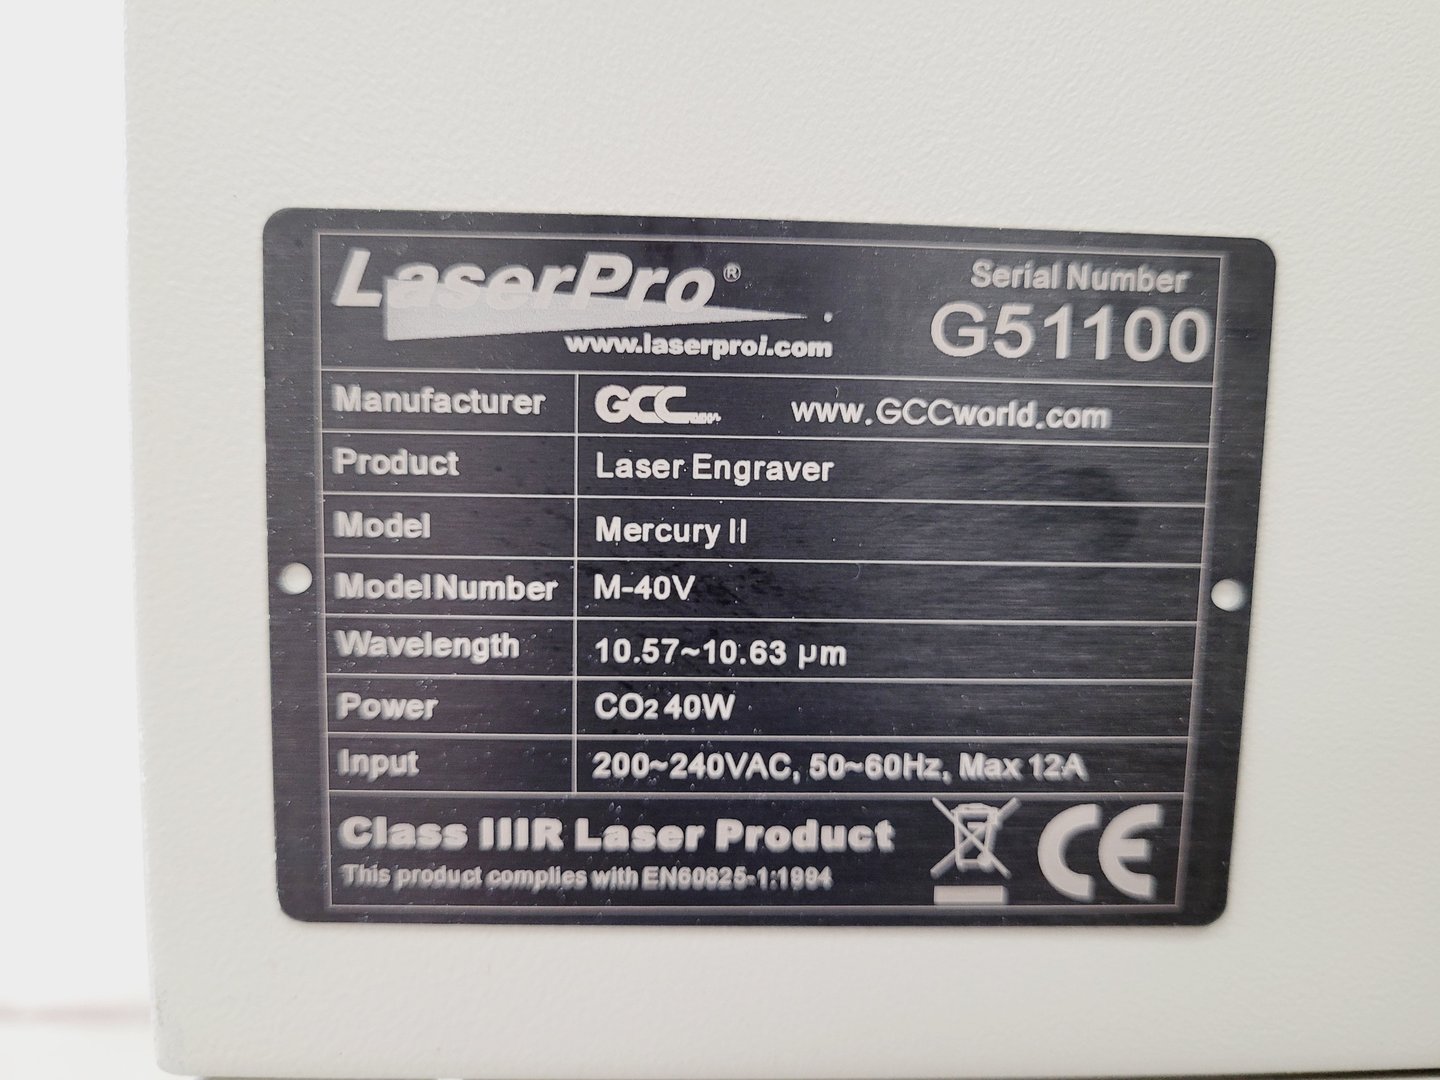 LaserPro®
www.laserproi.com
Serial Number
G51100
Manufacturer GCC www.GCCworld.com
Product Laser Engraver
Model Mercury II
Model Number M-40V
Wavelength 10.57~10.63 μm
Power CO2 40W
Input 200~240VAC, 50~60Hz, Max 12A
Class IIIR Laser Product
This product complies with EN60825-1:1994
CE